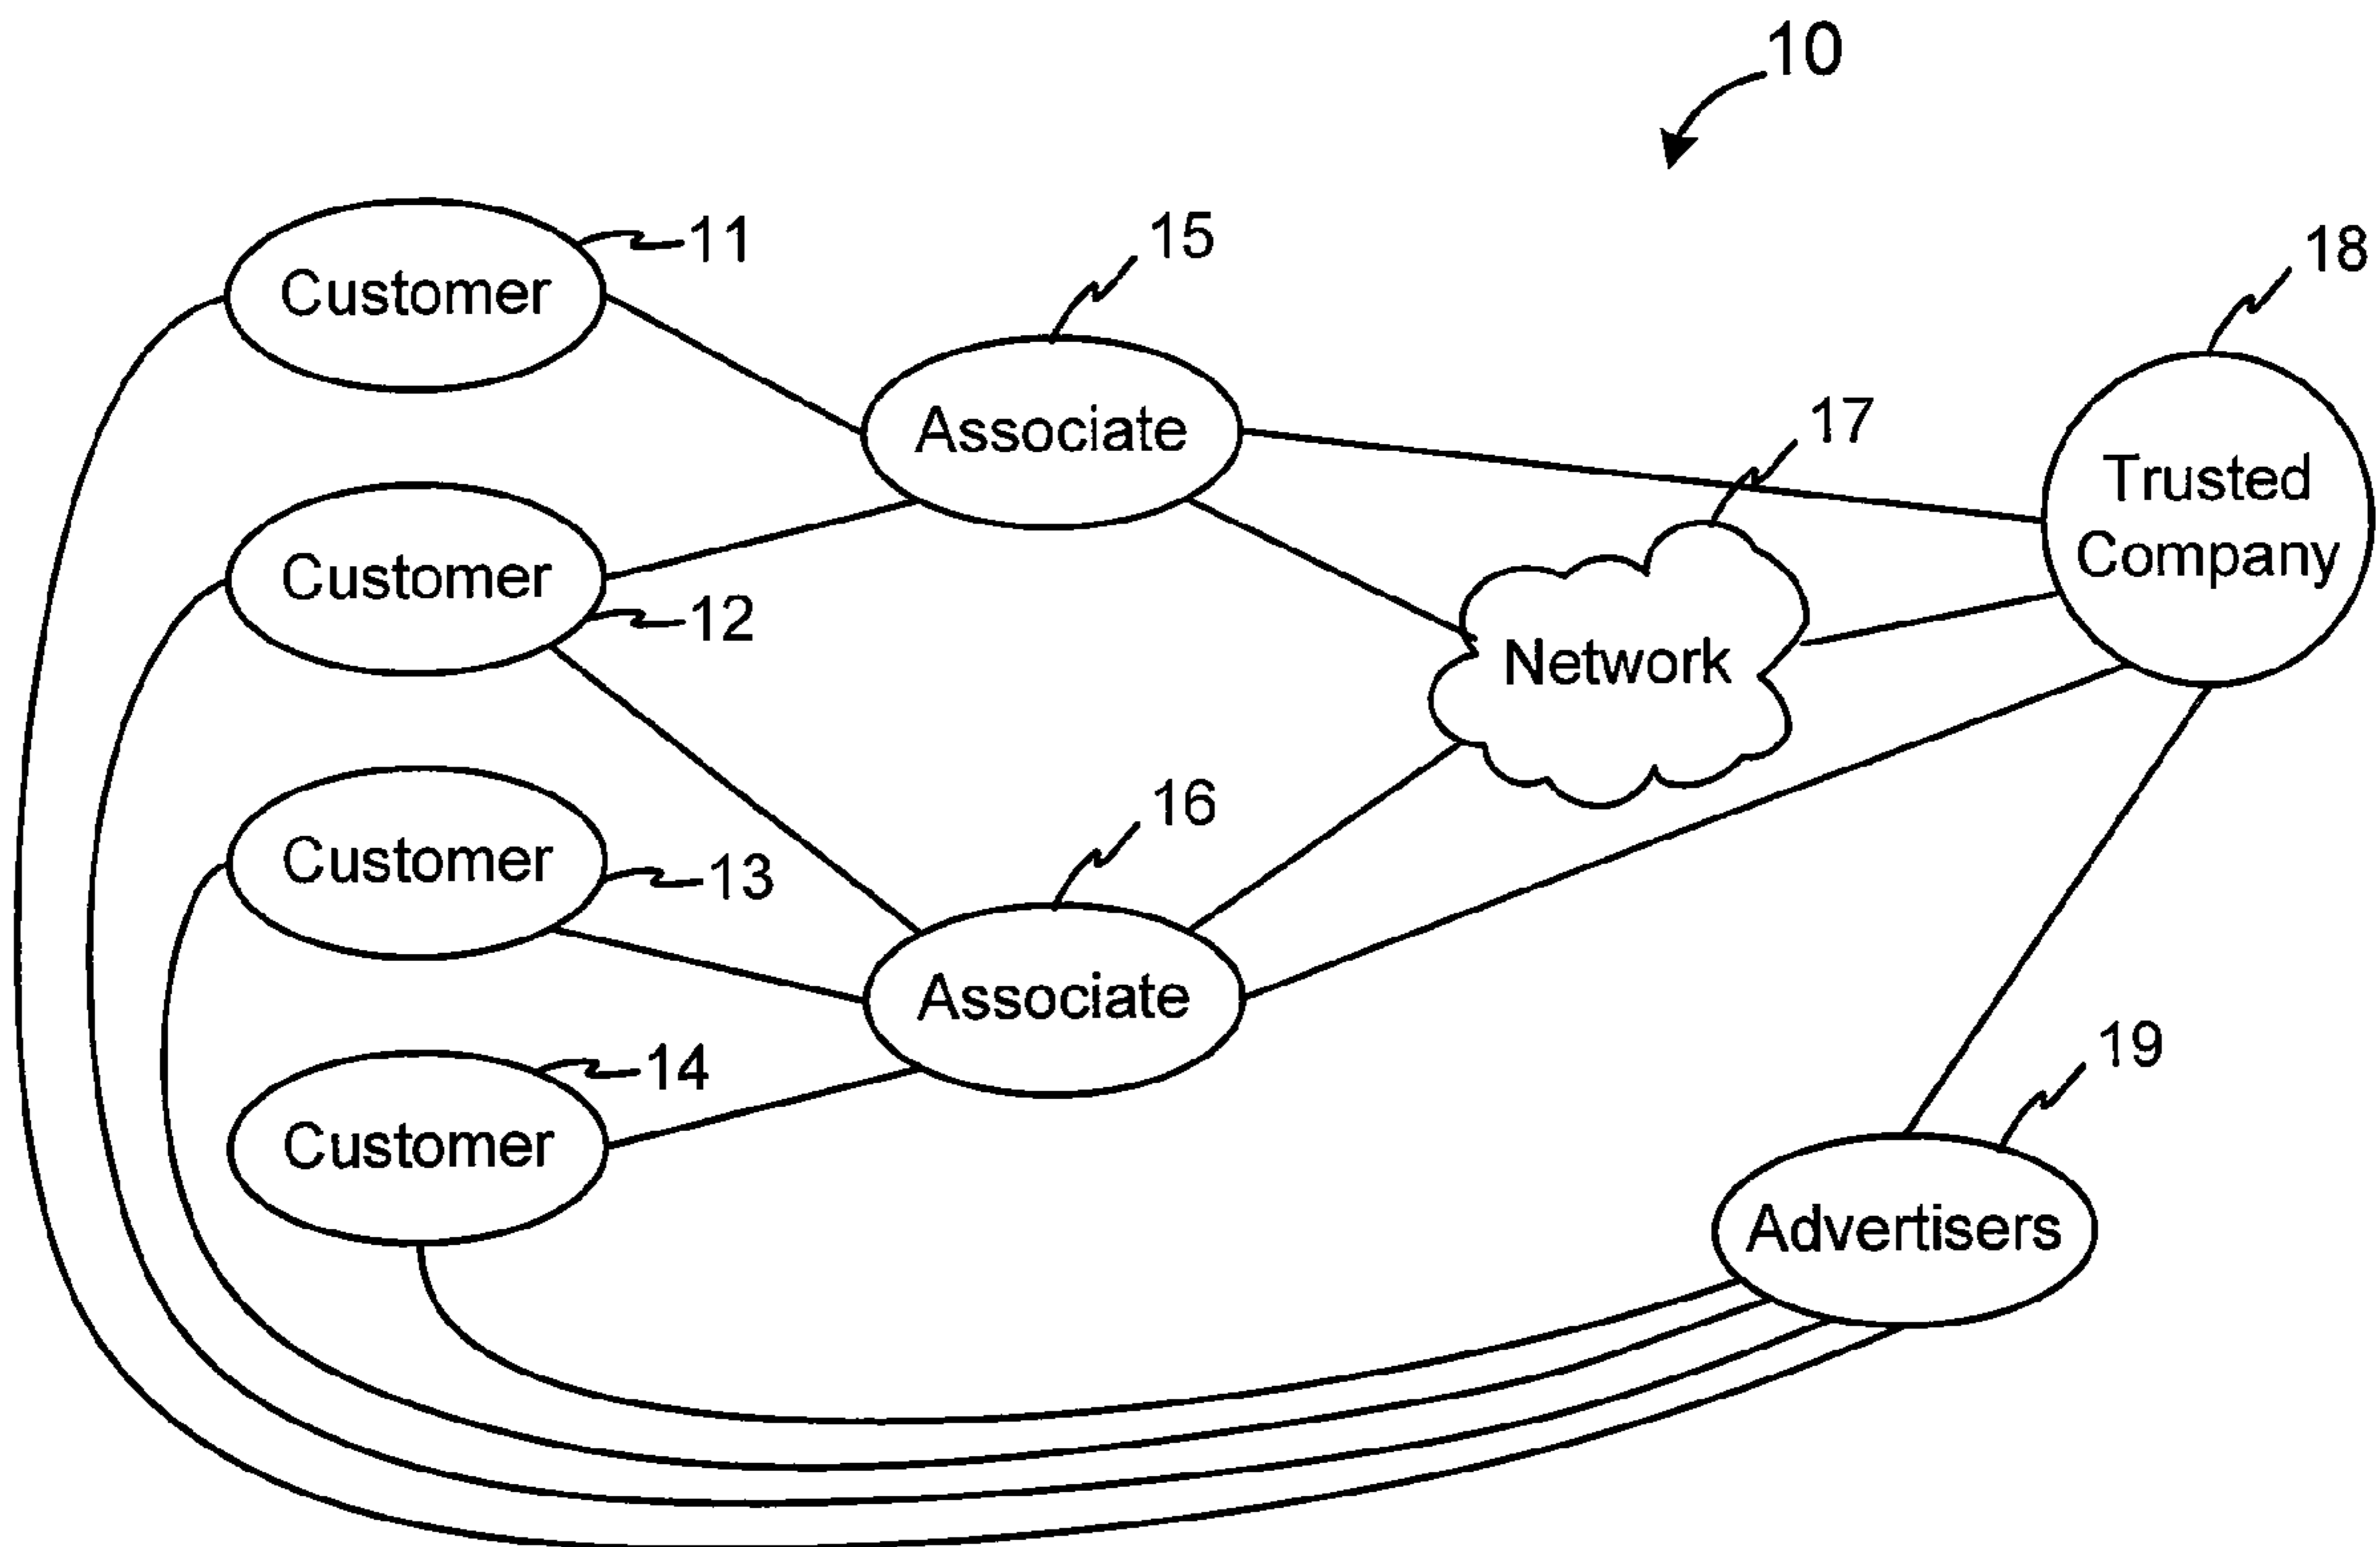 10
11
Customer
15
Associate
18
Trusted
Company
17
Network
Customer
12
Customer
13
16
Associate
14
Customer
19
Advertisers